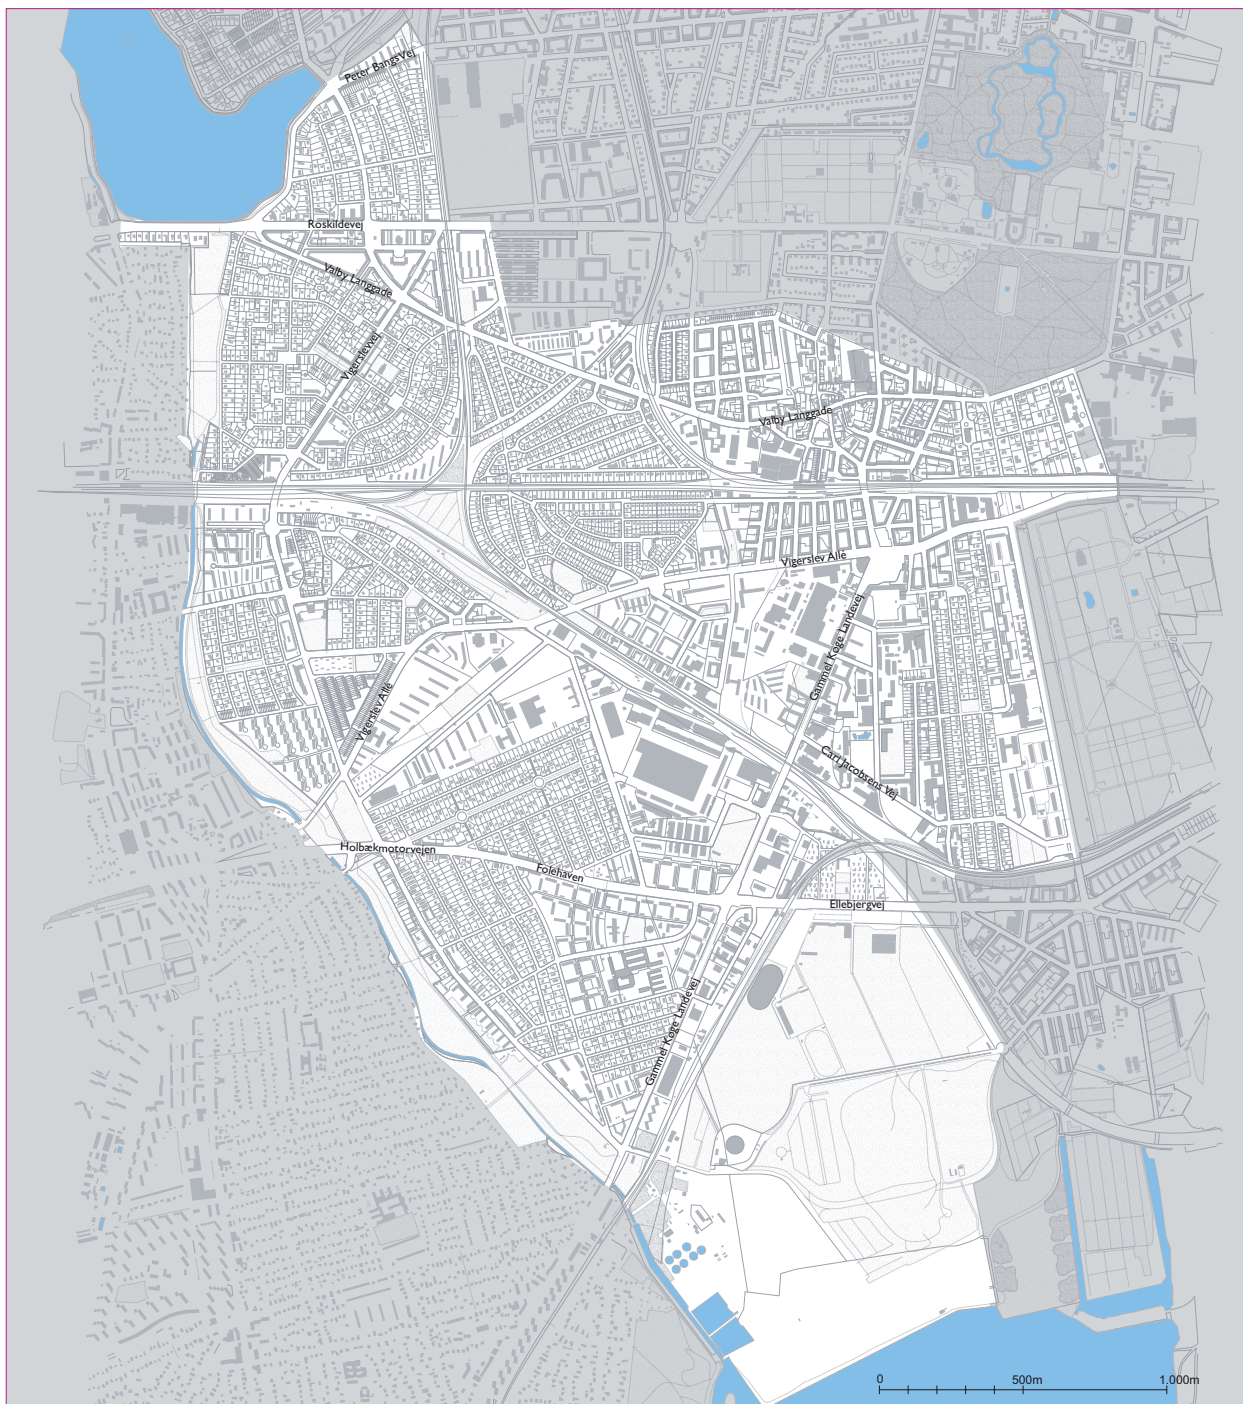 Peter Bangs Vej
Roskildevej
Valby Langgade
Vigerslevvej
Valby Langgade
Vigerslev Allé
Gammel Køge Landevej
Vigerslev Allé
Carl Jacobsens Vej
Holbækmotorvejen
Folehaven
Ellebjergvej
Gammel Køge Landevej
0 500m 1.000m